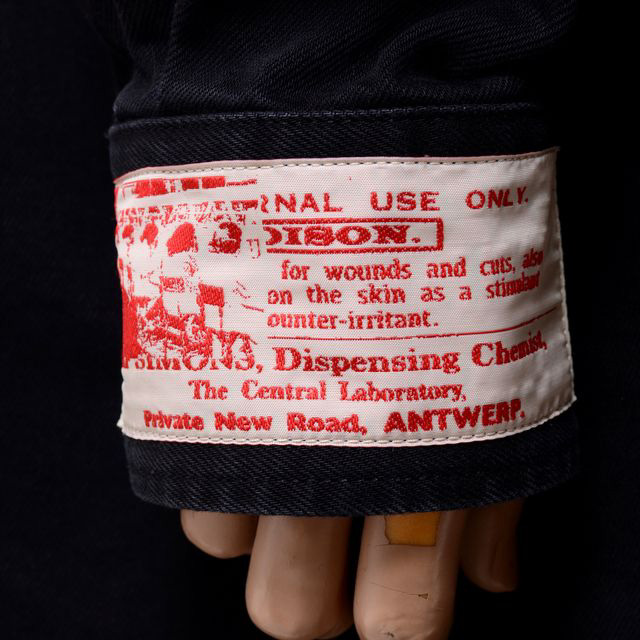 RNAL USE ONLY.
OISON.
for wounds and cuts, also
on the skin as a stimulant
ounter-irritant.
SIMONS, Dispensing Chemist,
The Central Laboratory,
Private New Road, ANTWERP.